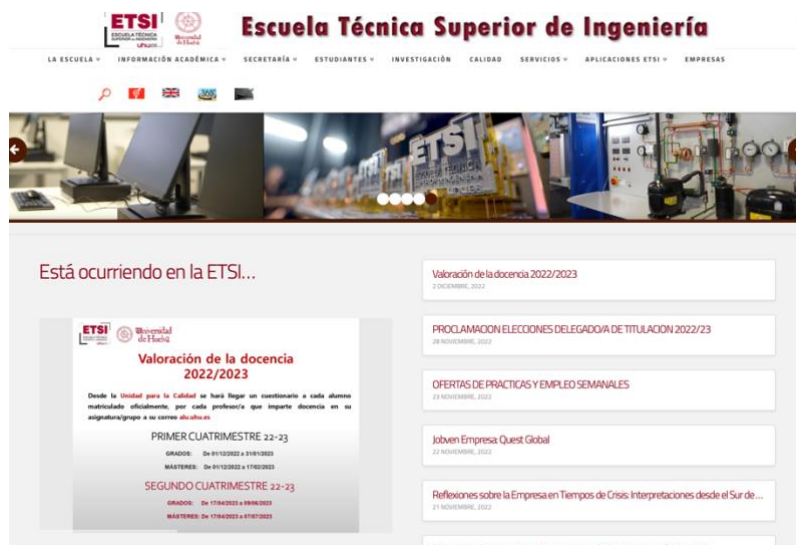 ETSI
ESCUELA TÉCNICA
SUPERIOR DE INGENIERÍA
uhu.es
Universidad
de Huelva
Escuela Técnica Superior de Ingeniería
LA ESCUELA
INFORMACIÓN ACADÉMICA
SECRETARÍA
ESTUDIANTES
INVESTIGACIÓN
CALIDAD
SERVICIOS
APLICACIONES ETSI
EMPRESAS
ETSI
Está ocurriendo en la ETSI...
ETSI
Universidad
de Huelva
Valoración de la docencia
2022/2023
Desde la Unidad para la Calidad se hará llegar un cuestionario a cada alumno
matriculado oficialmente, por cada profesor/a que imparte docencia en su
asignatura/grupo a su correo alu.uhu.es
PRIMER CUATRIMESTRE 22-23
GRADOS: De 01/12/2022 a 31/01/2023
MÁSTERES: De 01/12/2022 a 17/02/2023
SEGUNDO CUATRIMESTRE 22-23
GRADOS: De 17/04/2023 a 09/06/2023
MÁSTERES: De 17/04/2023 a 07/07/2023
Valoración de la docencia 2022/2023
2 DICIEMBRE, 2022
PROCLAMACION ELECCIONES DELEGADO/A DE TITULACION 2022/23
28 NOVIEMBRE, 2022
OFERTAS DE PRACTICAS Y EMPLEO SEMANALES
23 NOVIEMBRE, 2022
Jobven Empresa: Quest Global
22 NOVIEMBRE, 2022
Reflexiones sobre la Empresa en Tiempos de Crisis: Interpretaciones desde el Sur de ...
21 NOVIEMBRE, 2022